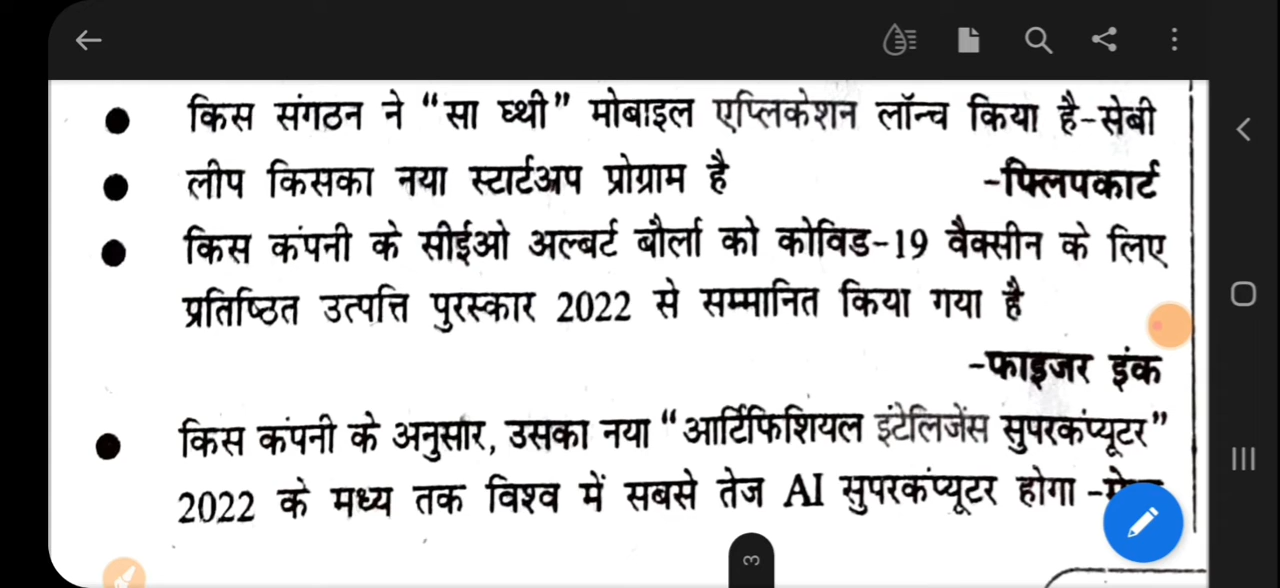 किस संगठन ने “सा घ्थी” मोबाइल एप्लिकेशन लॉन्च किया है-सेबी
लीप किसका नया स्टार्टअप प्रोग्राम है -फ्लिपकार्ट
किस कंपनी के सीईओ अल्बर्ट बौर्ला को कोविड-19 वैक्सीन के लिए
प्रतिष्ठित उत्पत्ति पुरस्कार 2022 से सम्मानित किया गया है
-फाइजर इंक
किस कंपनी के अनुसार, उसका नया “आर्टिफिशियल इंटेलिजेंस सुपरकंप्यूटर”
2022 के मध्य तक विश्व में सबसे तेज AI सुपरकंप्यूटर होगा -
3